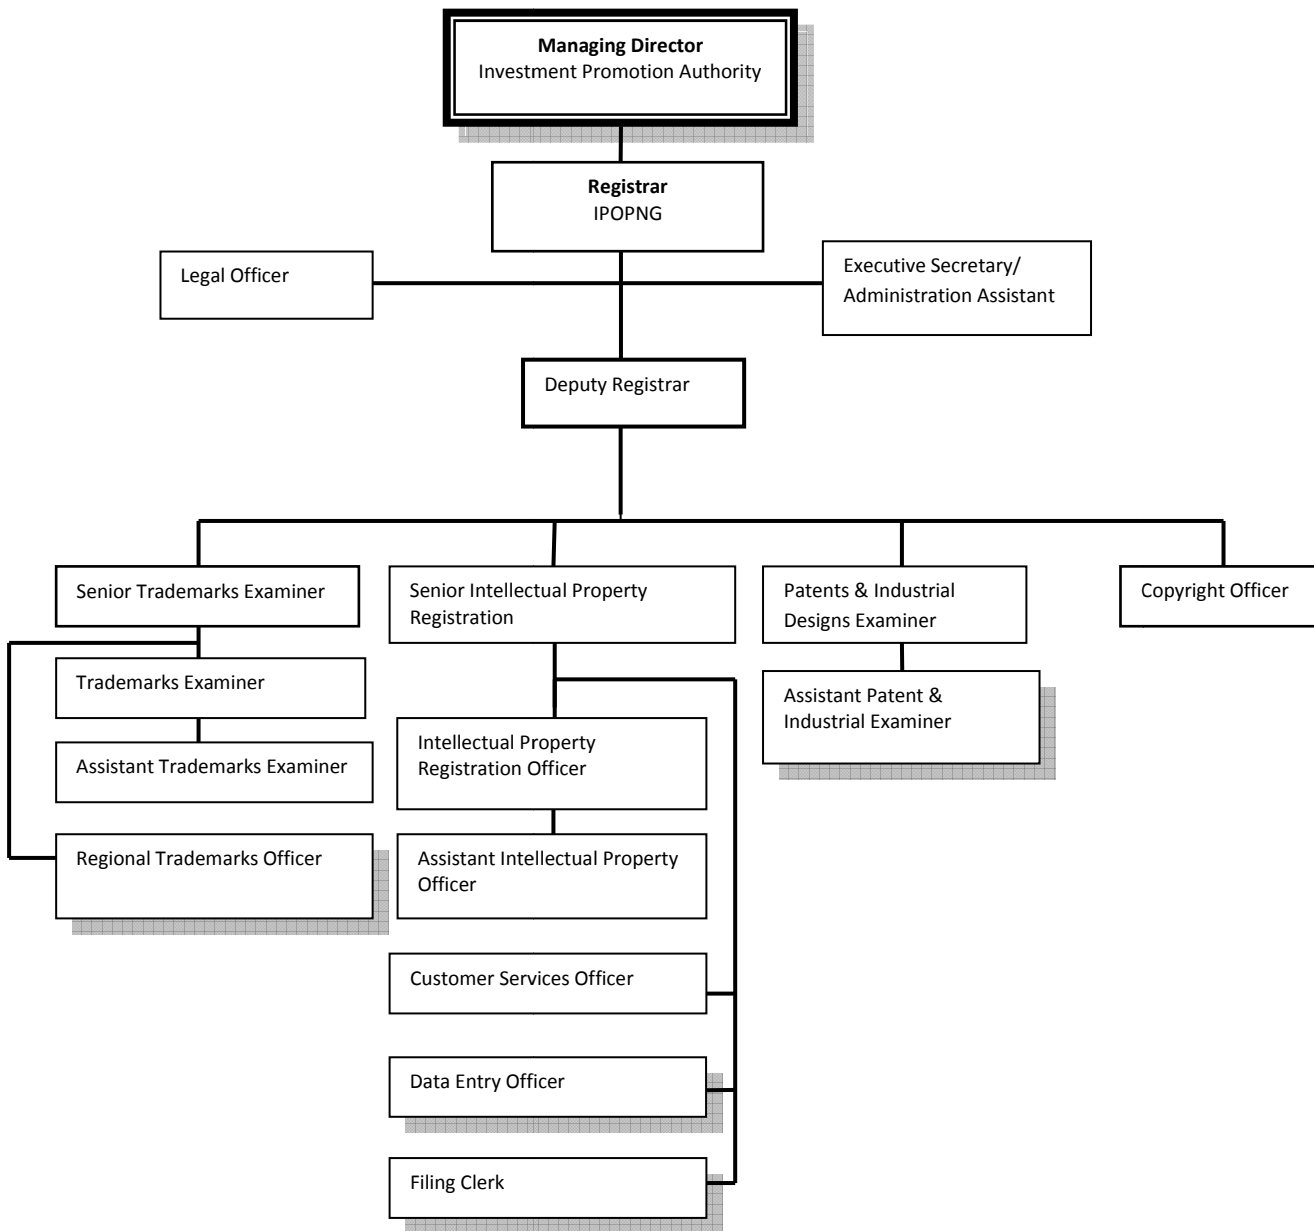 Managing Director
Investment Promotion Authority
Registrar
IPOPNG
Legal Officer
Executive Secretary/
Administration Assistant
Deputy Registrar
Senior Trademarks Examiner
Senior Intellectual Property
Registration
Patents & Industrial
Designs Examiner
Copyright Officer
Trademarks Examiner
Assistant Patent &
Industrial Examiner
Intellectual Property
Registration Officer
Assistant Trademarks Examiner
Regional Trademarks Officer
Assistant Intellectual Property
Officer
Customer Services Officer
Data Entry Officer
Filing Clerk